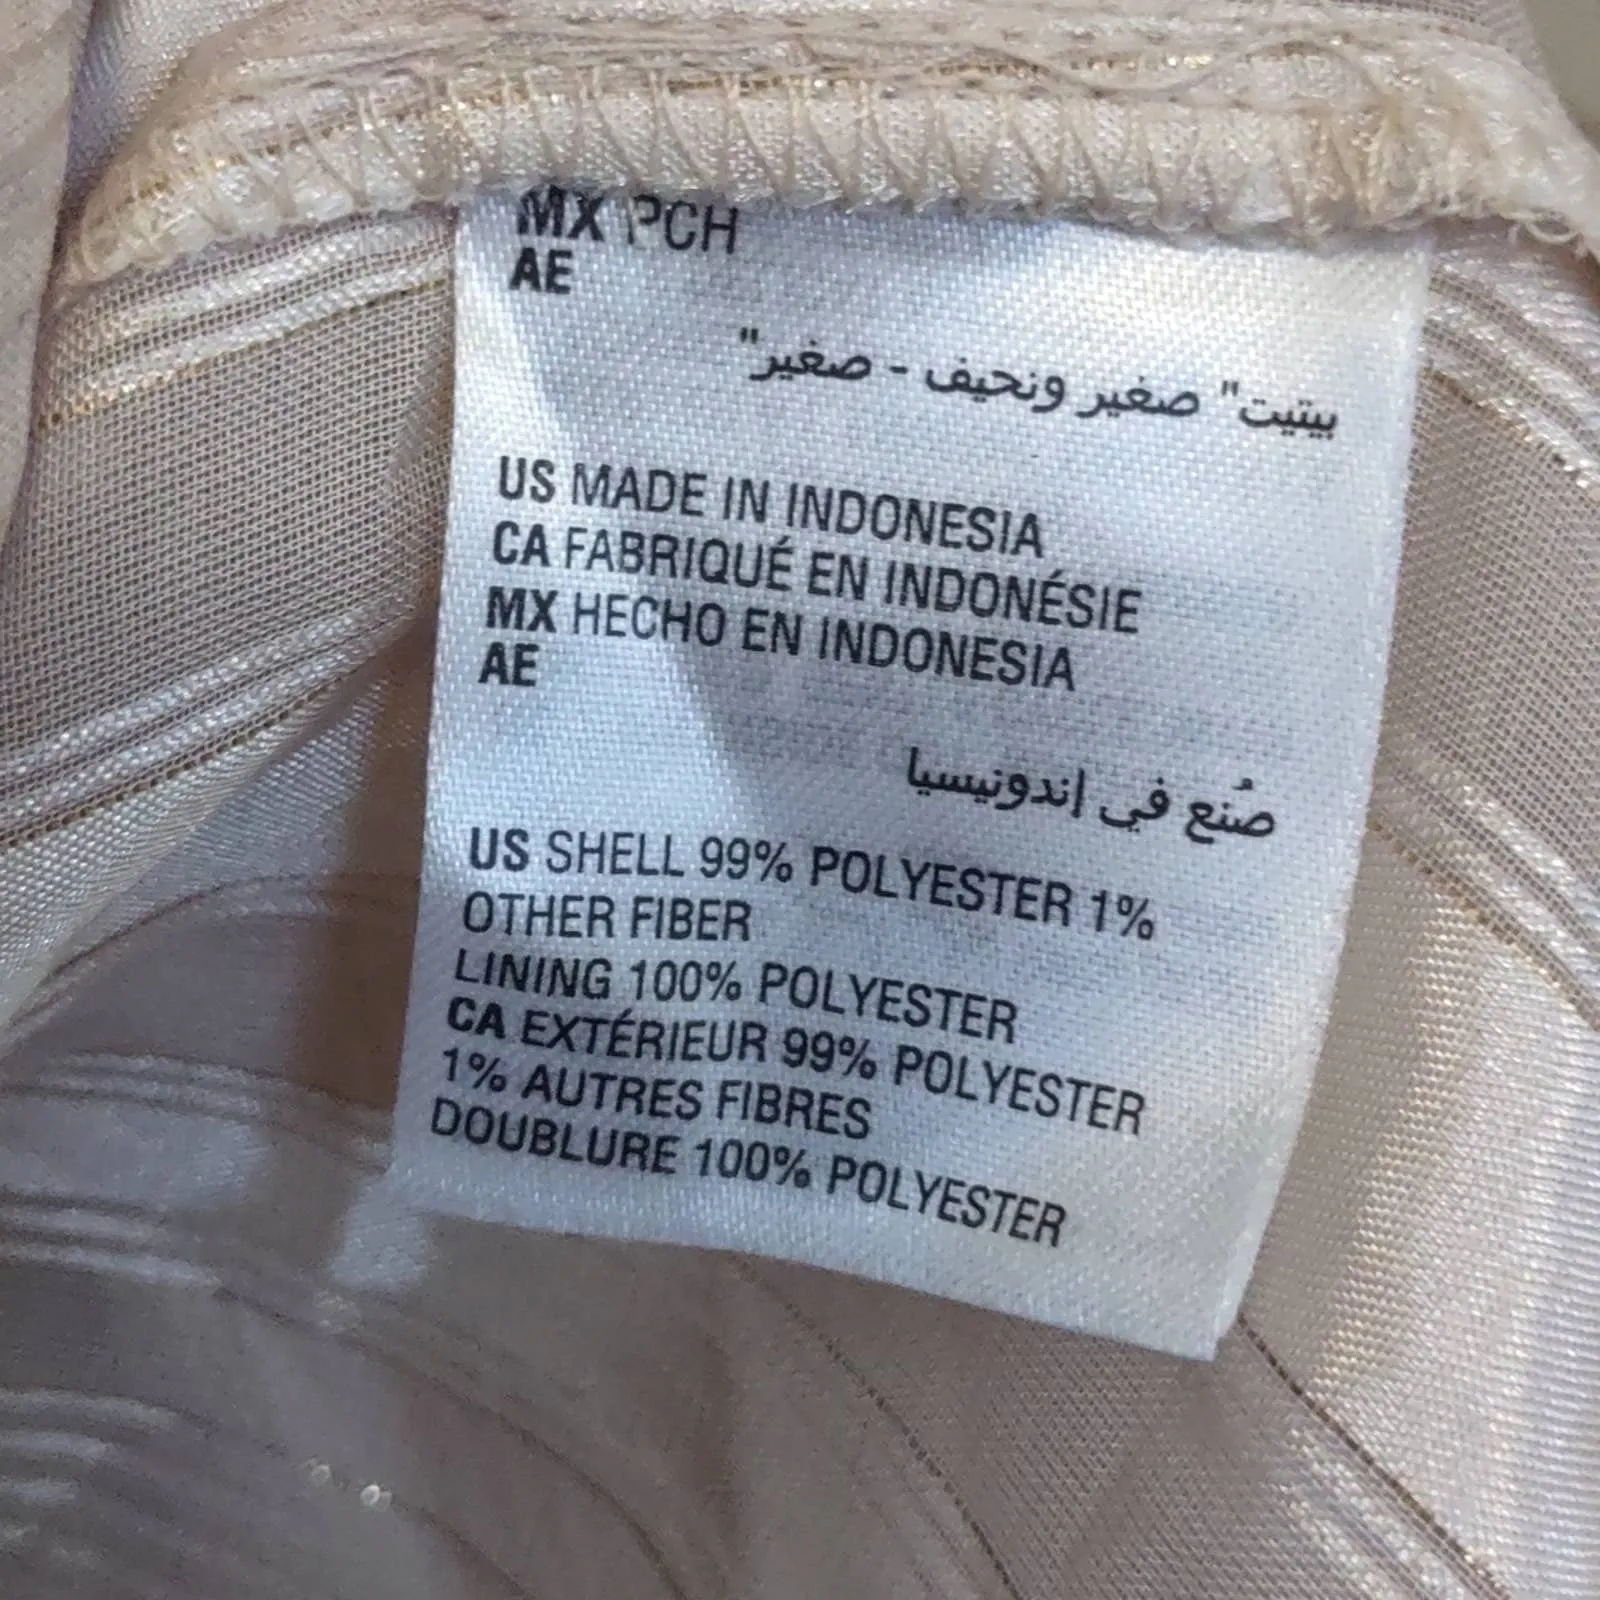 MX PCH
AE
بيتيت" صغير ونحيف - صغير"
US MADE IN INDONESIA
CA FABRIQUÉ EN INDONÉSIE
MX HECHO EN INDONESIA
AE
صُنع في إندونيسيا
US SHELL 99% POLYESTER 1%
OTHER FIBER
LINING 100% POLYESTER
CA EXTÉRIEUR 99% POLYESTER
1% AUTRES FIBRES
DOUBLURE 100% POLYESTER